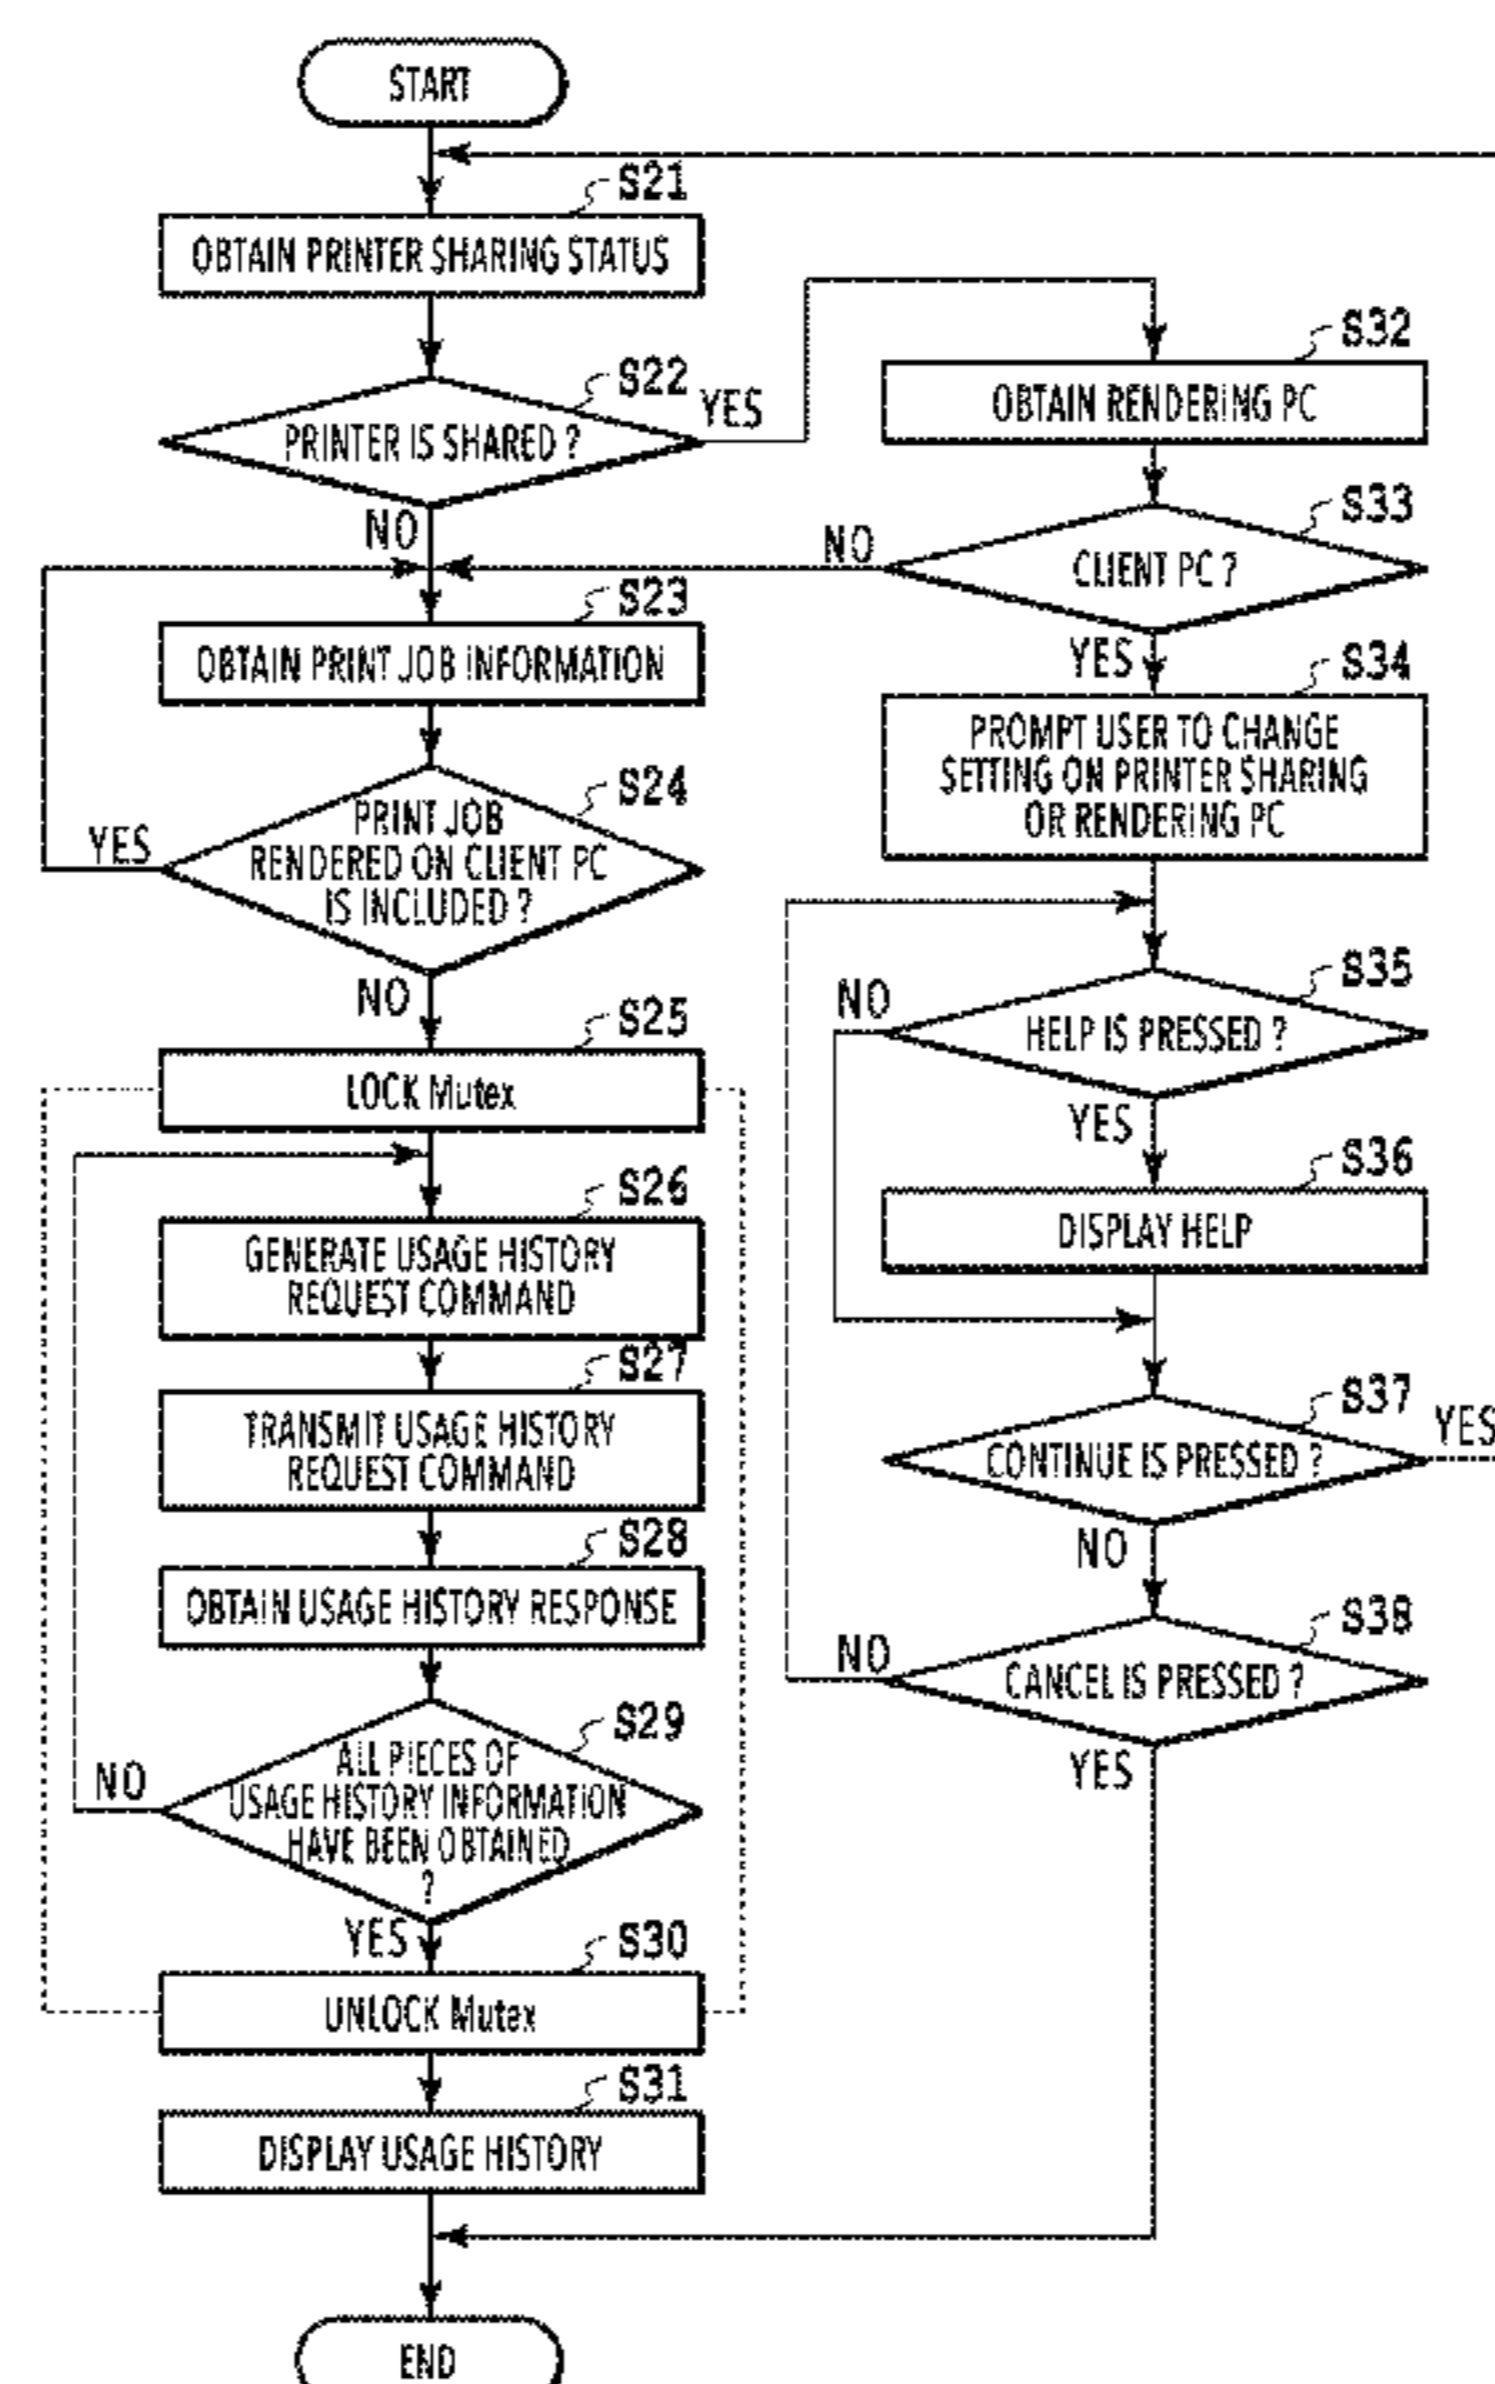 START
S21
OBTAIN PRINTER SHARING STATUS
S22
PRINTER IS SHARED ?
YES
NO
S23
OBTAIN PRINT JOB INFORMATION
S24
PRINT JOB
RENDERED ON CLIENT PC
IS INCLUDED ?
YES
NO
S25
LOCK Mutex
S26
GENERATE USAGE HISTORY
REQUEST COMMAND
S27
TRANSMIT USAGE HISTORY
REQUEST COMMAND
S28
OBTAIN USAGE HISTORY RESPONSE
S29
ALL PIECES OF
USAGE HISTORY INFORMATION
HAVE BEEN OBTAINED
?
NO
YES
S30
UNLOCK Mutex
S31
DISPLAY USAGE HISTORY
END
S32
OBTAIN RENDERING PC
S33
CLIENT PC ?
NO
YES
S34
PROMPT USER TO CHANGE
SETTING ON PRINTER SHARING
OR RENDERING PC
S35
HELP IS PRESSED ?
NO
YES
S36
DISPLAY HELP
S37
CONTINUE IS PRESSED ?
YES
NO
S38
CANCEL IS PRESSED ?
NO
YES